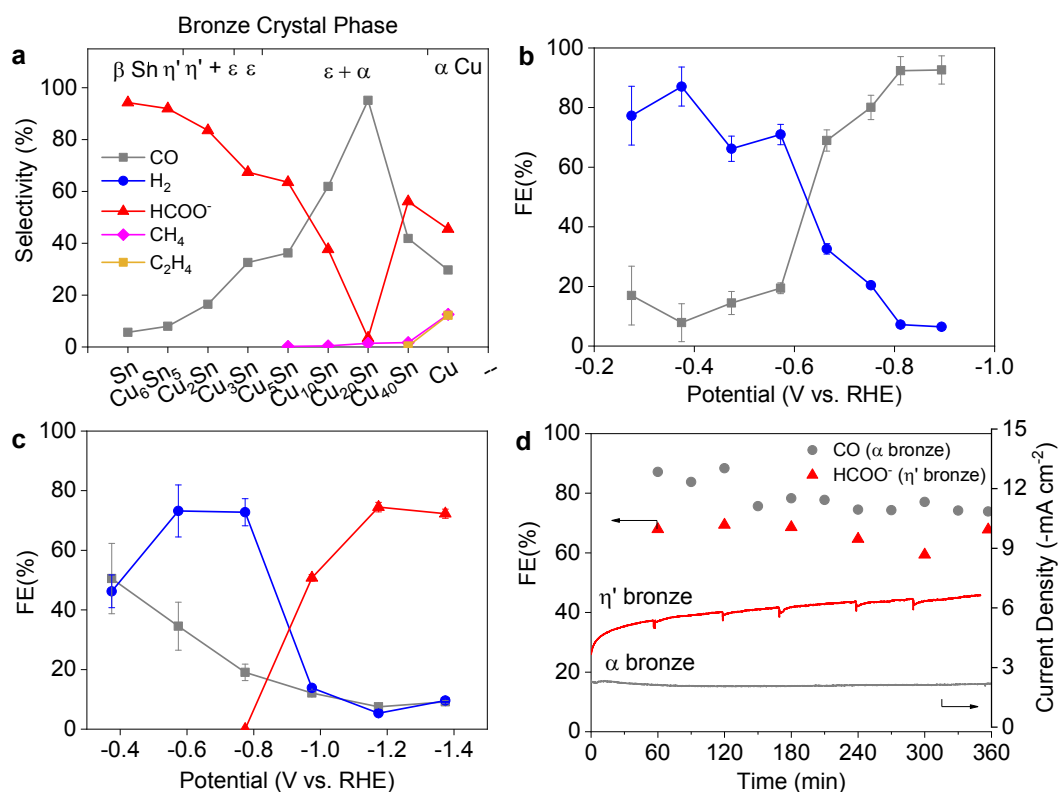 Bronze Crystal Phase
a
β Sh η' η' + ε ε ε + α α Cu
100
80
60
40
20
0
Selectivity (%)
CO
H₂
HCOO⁻
CH₄
C₂H₄
Sn
Cu₆Sn₅
Cu₂Sn
Cu₃Sn
Cu₅Sn
Cu₁₀Sn
Cu₂₀Sn
Cu₄₀Sn
Cu
--
b
100
80
60
40
20
0
FE(%)
-0.2 -0.4 -0.6 -0.8 -1.0
Potential (V vs. RHE)
c
100
80
60
40
20
0
FE(%)
-0.4 -0.6 -0.8 -1.0 -1.2 -1.4
Potential (V vs. RHE)
d
100
80
60
40
20
0
FE(%)
CO (α bronze)
HCOO⁻ (η' bronze)
η' bronze
α bronze
15
12
9
6
3
0
Current Density (-mA cm⁻²)
0 60 120 180 240 300 360
Time (min)